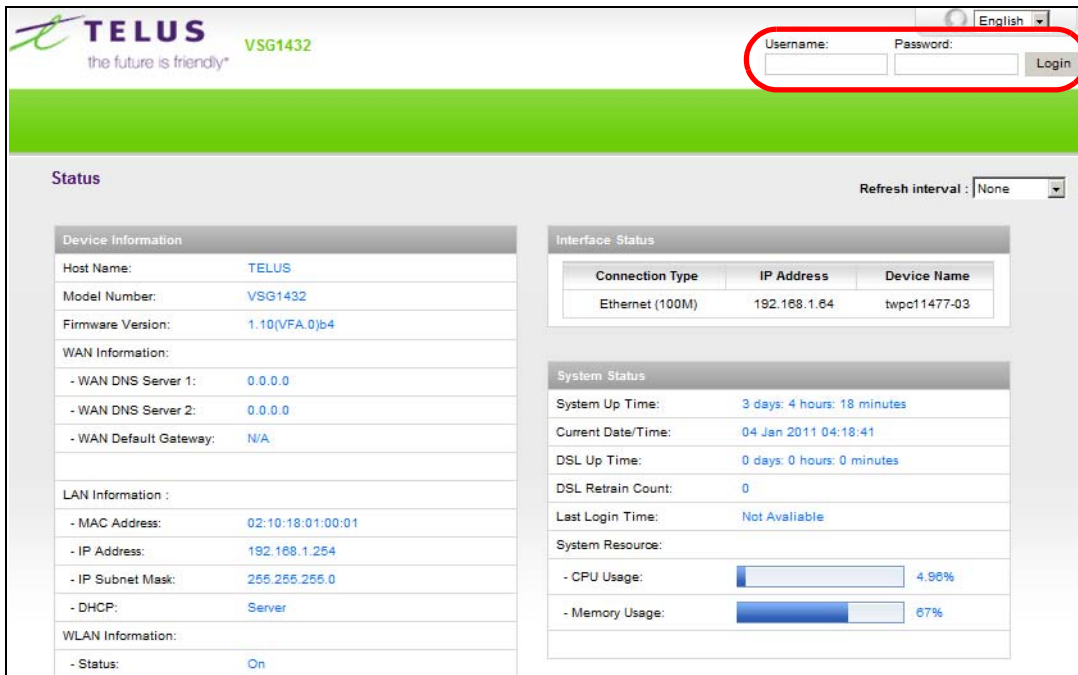 TELUS
the future is friendly*
VSG1432
English
Username: Password:
Login
Status
Refresh interval : None
Device Information
Host Name: TELUS
Model Number: VSG1432
Firmware Version: 1.10(VFA.0)b4
WAN Information:
- WAN DNS Server 1: 0.0.0.0
- WAN DNS Server 2: 0.0.0.0
- WAN Default Gateway: N/A
LAN Information :
- MAC Address: 02:10:18:01:00:01
- IP Address: 192.168.1.254
- IP Subnet Mask: 255.255.255.0
- DHCP: Server
WLAN Information:
- Status: On
Interface Status
Connection Type IP Address Device Name
Ethernet (100M) 192.168.1.64 twpc11477-03
System Status
System Up Time: 3 days: 4 hours: 18 minutes
Current Date/Time: 04 Jan 2011 04:18:41
DSL Up Time: 0 days: 0 hours: 0 minutes
DSL Retrain Count: 0
Last Login Time: Not Avaliable
System Resource:
- CPU Usage: 4.96%
- Memory Usage: 67%